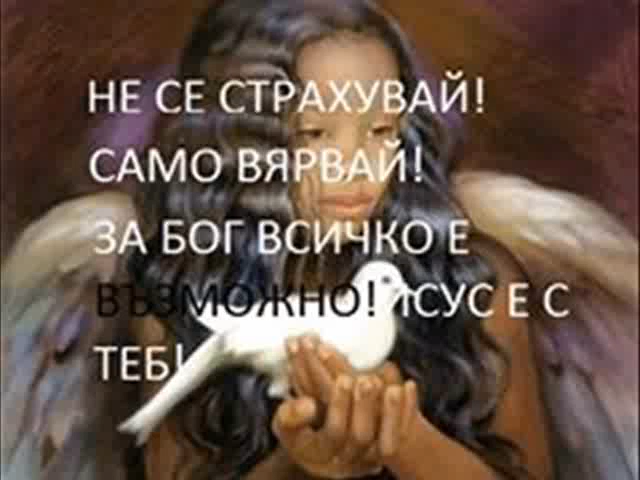 НЕ СЕ СТРАХУВАЙ!
САМО ВЯРВАЙ!
ЗА БОГ ВСИЧКО Е
ВЪЗМОЖНО! ИСУС Е С
ТЕБ!